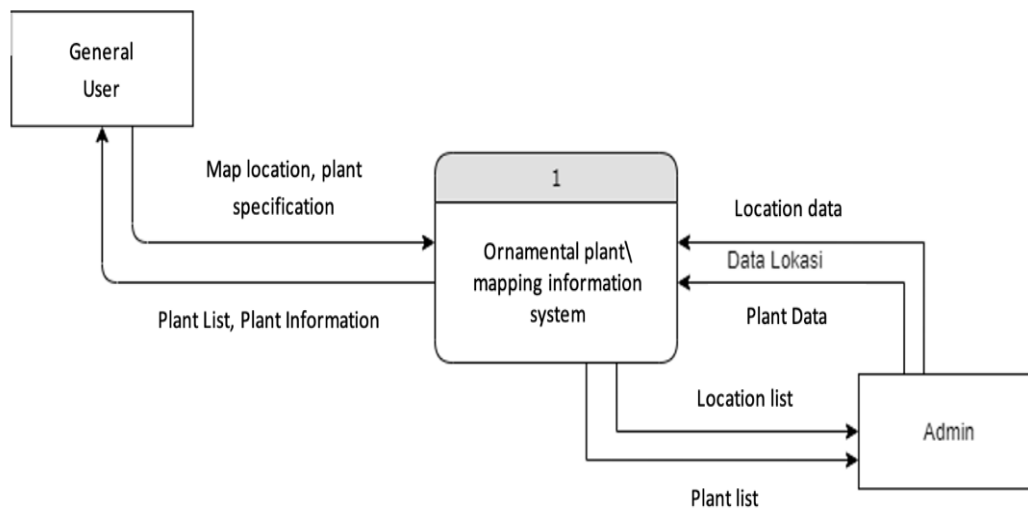 General
User
Map location, plant
specification
Plant List, Plant Information
1
Ornamental plant\
mapping information
system
Location data
Data Lokasi
Plant Data
Location list
Plant list
Admin